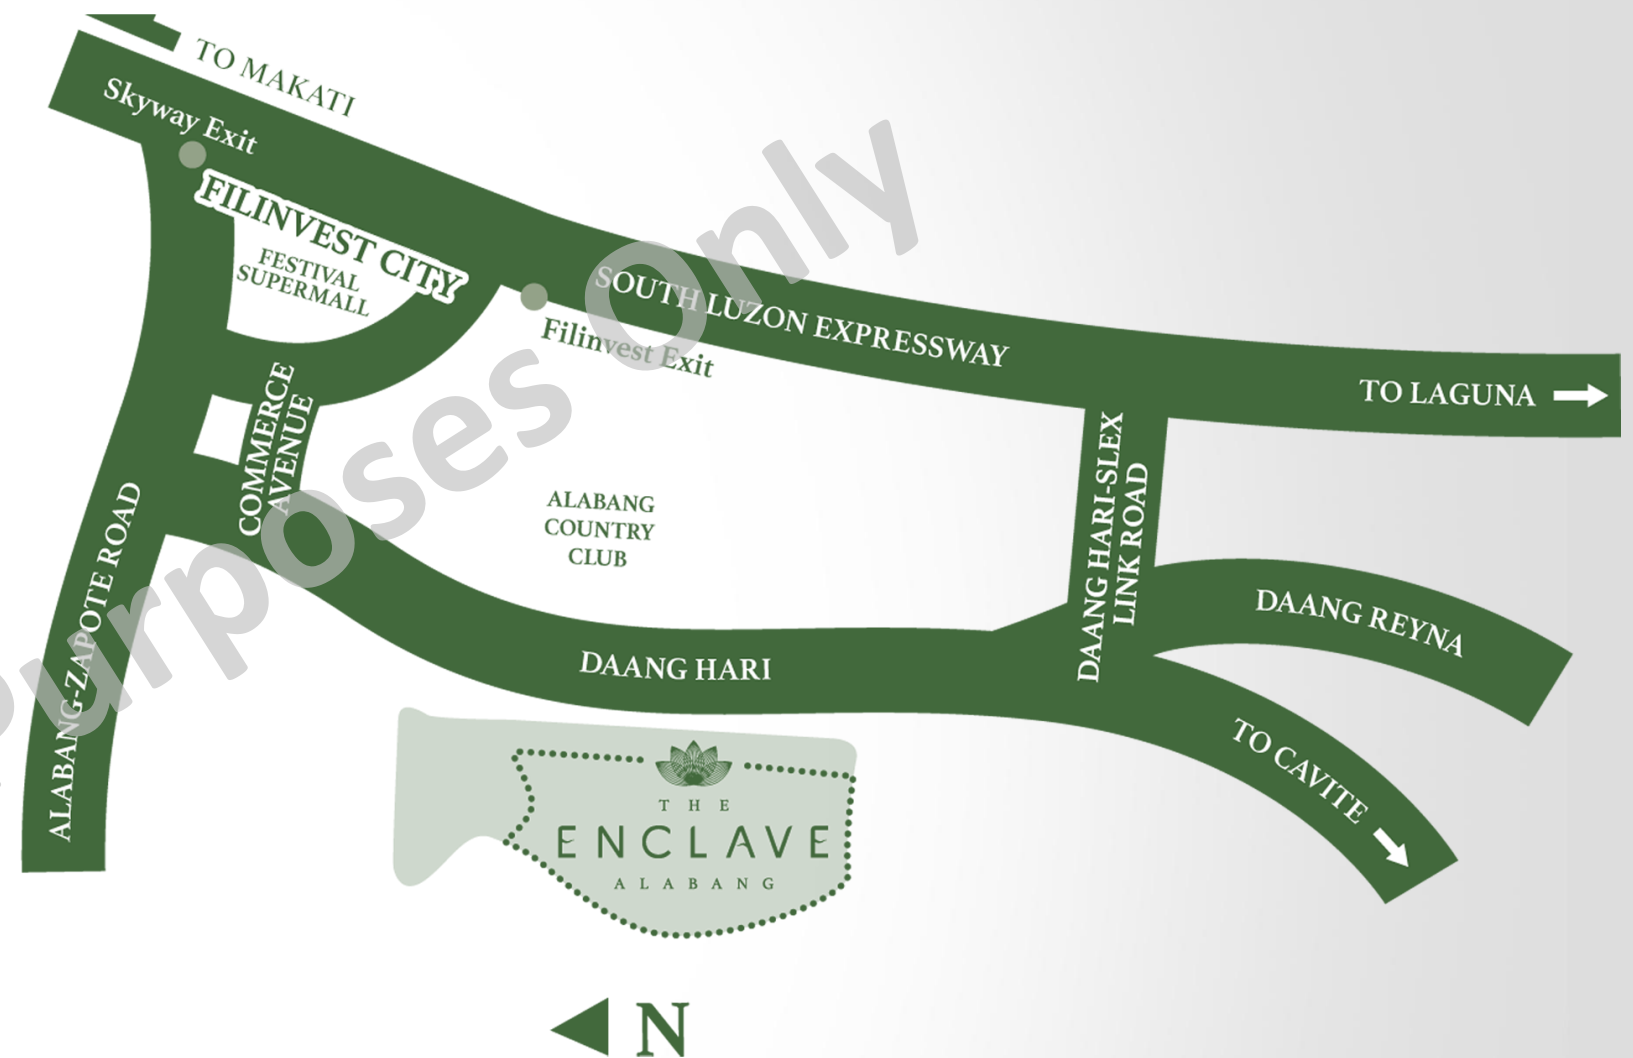 TO MAKATI
Skyway Exit
FILINVEST CITY
FESTIVAL
SUPERMALL
SOUTH LUZON EXPRESSWAY
Filinvest Exit
TO LAGUNA
COMMERCE
AVENUE
ALABANG
COUNTRY
CLUB
DAANG HARI-SLEX
LINK ROAD
ALABANG-ZAPOTE ROAD
DAANG REYNA
DAANG HARI
TO CAVITE
THE
ENCLAVE
ALABANG
N
Purposes Only